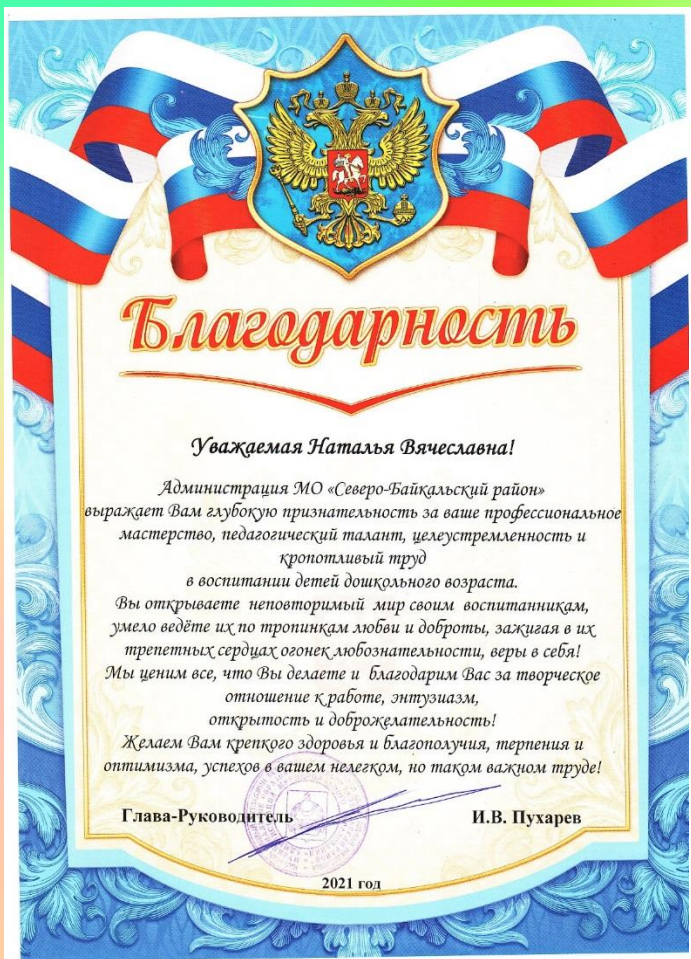 Благодарность
Уважаемая Наталья Вячеславна!
Администрация МО «Северо-Байкальский район»
выражает Вам глубокую признательность за ваше профессиональное
мастерство, педагогический талант, целеустремленность и
кропотливый труд
в воспитании детей дошкольного возраста.
Вы открываете неповторимый мир своим воспитанникам,
умело ведёте их по тропинкам любви и доброты, зажигая в их
трепетных сердцах огонек любознательности, веры в себя!
Мы ценим все, что Вы делаете и благодарим Вас за творческое
отношение к работе, энтузиазм,
открытость и доброжелательность!
Желаем Вам крепкого здоровья и благополучия, терпения и
оптимизма, успехов в вашем нелегком, но таком важном труде!
Глава-Руководитель И.В. Пухарев
2021 год